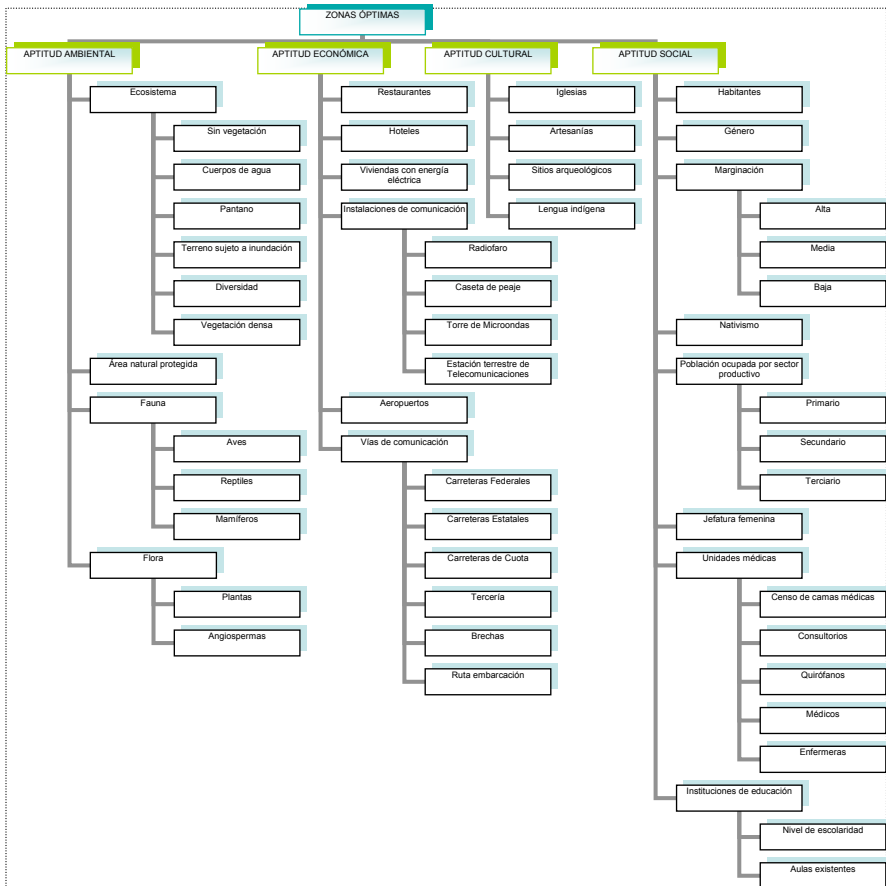 ZONAS ÓPTIMAS
APTITUD AMBIENTAL
Ecosistema
Sin vegetación
Cuerpos de agua
Pantano
Terreno sujeto a inundación
Diversidad
Vegetación densa
Área natural protegida
Fauna
Aves
Reptiles
Mamíferos
Flora
Plantas
Angiospermas
APTITUD ECONÓMICA
Restaurantes
Hoteles
Viviendas con energía
eléctrica
Instalaciones de comunicación
Radiofaro
Caseta de peaje
Torre de Microondas
Estación terrestre de
Telecomunicaciones
Aeropuertos
Vías de comunicación
Carreteras Federales
Carreteras Estatales
Carreteras de Cuota
Tercería
Brechas
Ruta embarcación
APTITUD CULTURAL
Iglesias
Artesanías
Sitios arqueológicos
Lengua indígena
APTITUD SOCIAL
Habitantes
Género
Marginación
Alta
Media
Baja
Nativismo
Población ocupada por sector
productivo
Primario
Secundario
Terciario
Jefatura femenina
Unidades médicas
Censo de camas médicas
Consultorios
Quirófanos
Médicos
Enfermeras
Instituciones de educación
Nivel de escolaridad
Aulas existentes